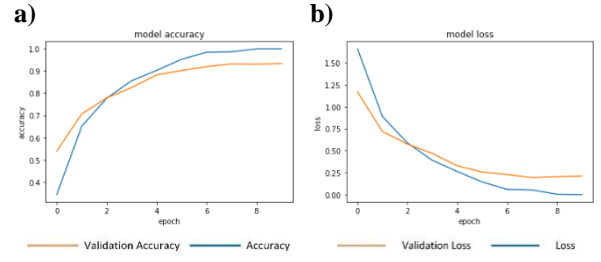 a)
model accuracy
1.0
0.9
0.8
0.7
0.6
0.5
0.4
accuracy
0 2 4 6 8
epoch
Validation Accuracy Accuracy
b)
model loss
1.50
1.25
1.00
0.75
0.50
0.25
0.00
loss
0 2 4 6 8
epoch
Validation Loss Loss